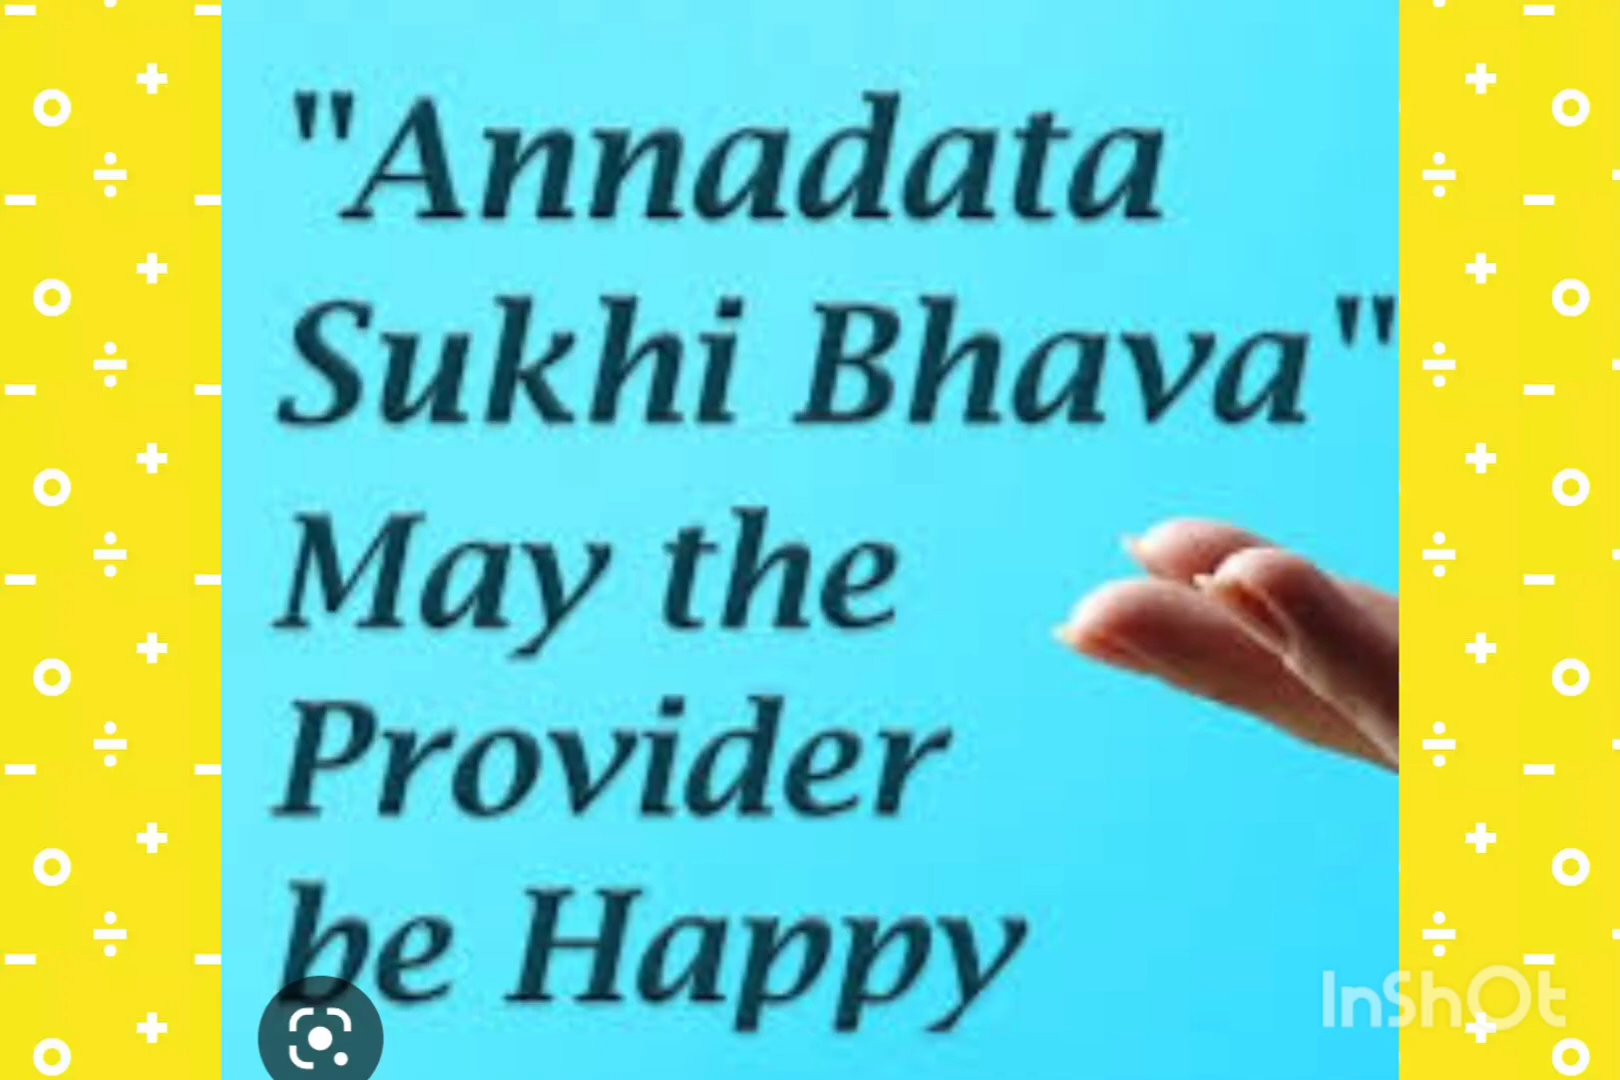 "Annadata
Sukhi Bhava"
May the
Provider
be Happy
InShOt